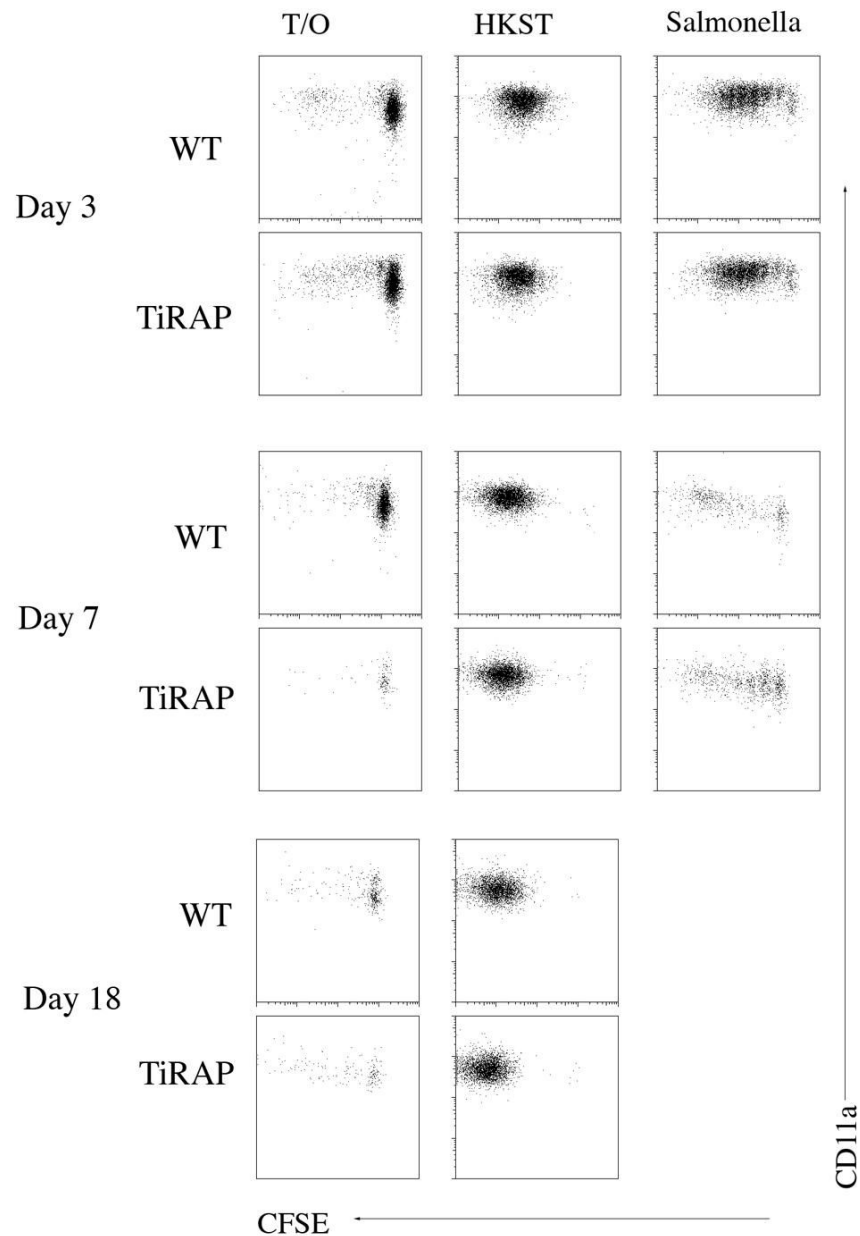 T/O HKST Salmonella
WT
Day 3
TiRAP
WT
Day 7
TiRAP
WT
Day 18
TiRAP
CD11a
CFSE